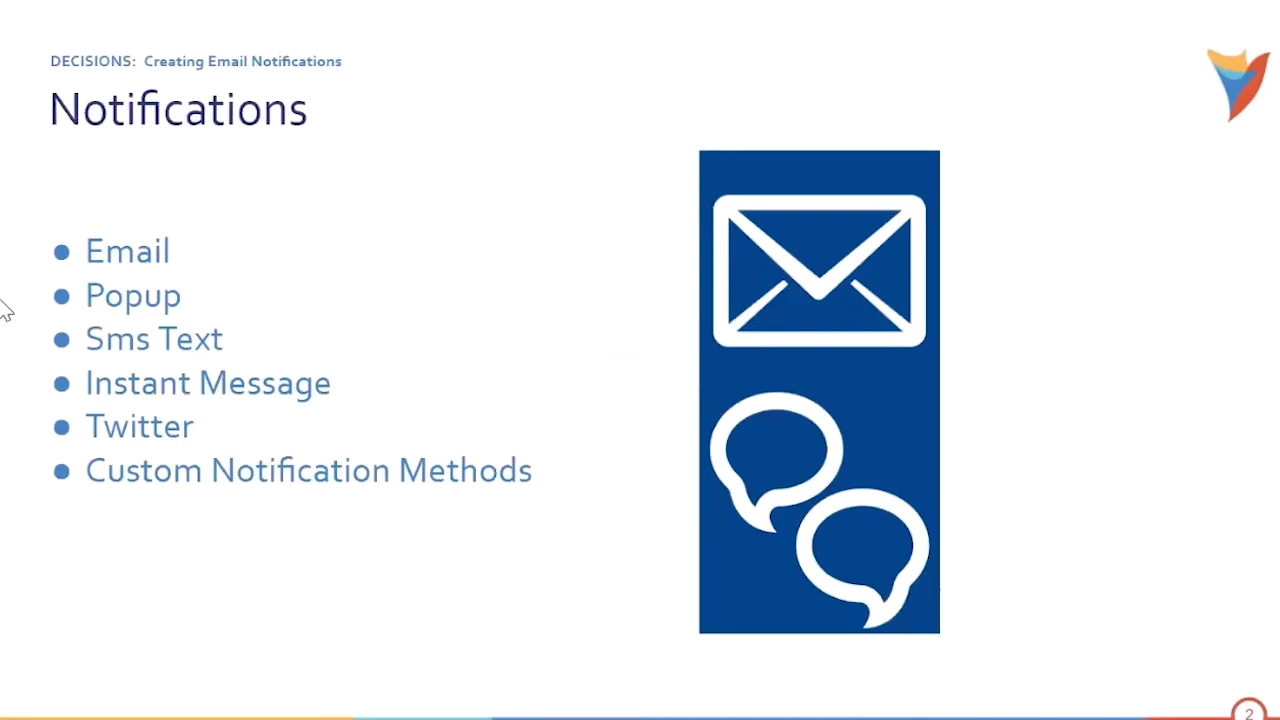 DECISIONS: Creating Email Notifications
Notifications
● Email
● Popup
● Sms Text
● Instant Message
● Twitter
● Custom Notification Methods
2